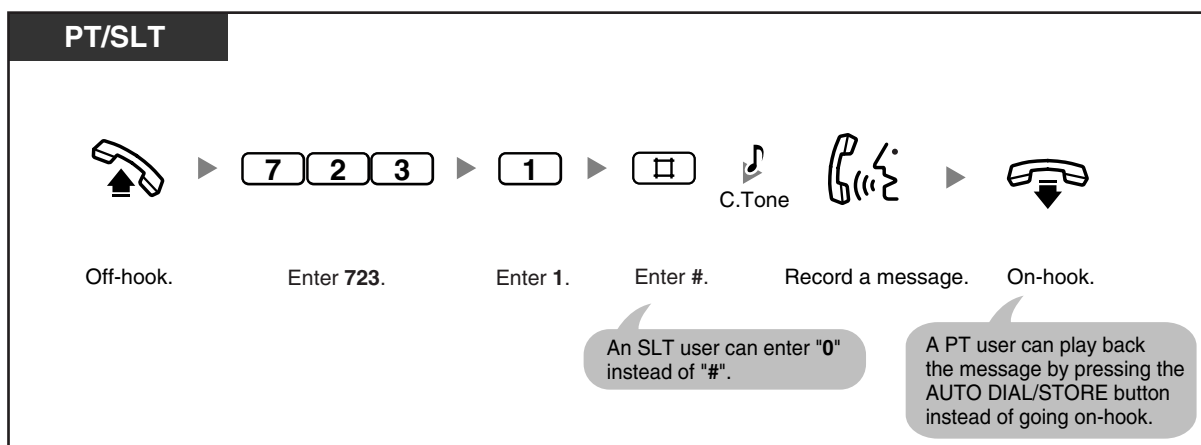 PT/SLT
7 2 3
1
C.Tone
Off-hook.
Enter 723.
Enter 1.
Enter #.
Record a message.
On-hook.
An SLT user can enter "0"
instead of "#".
A PT user can play back
the message by pressing the
AUTO DIAL/STORE button
instead of going on-hook.